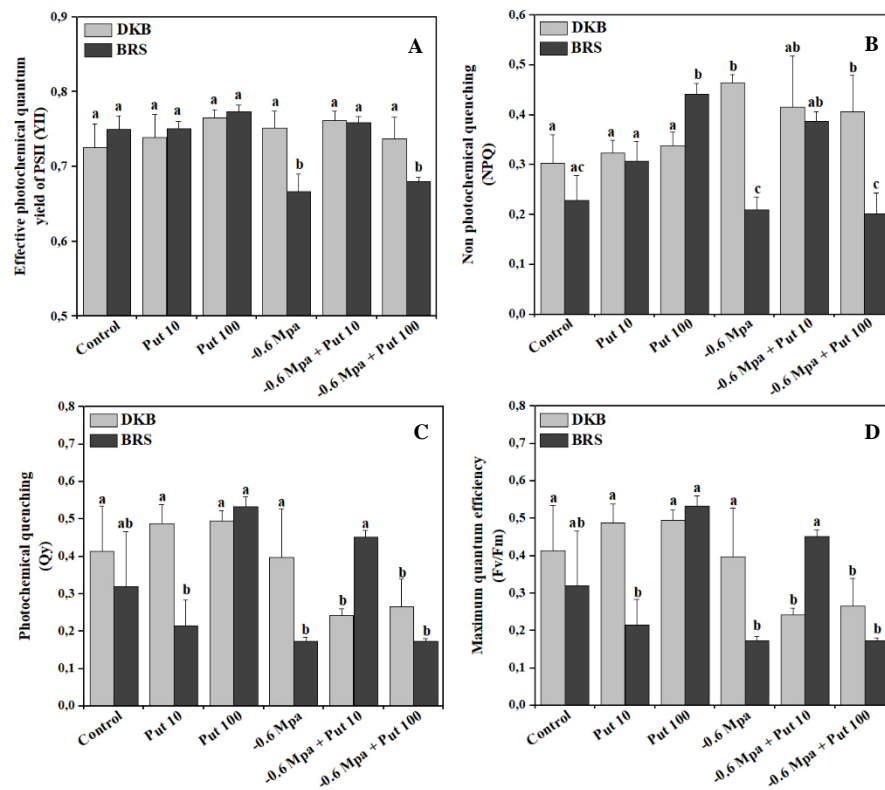 A
DKB
BRS
Effective photochemical quantum
yield of PSII (YII)
0,9
0,8
0,7
0,6
0,5
a a a a a a a b a a a b
Control
Put 10
Put 100
-0.6 Mpa
-0.6 Mpa + Put 10
-0.6 Mpa + Put 100
B
DKB
BRS
Non photochemical quenching
(NPQ)
0,6
0,5
0,4
0,3
0,2
0,1
0,0
a ac a a a b b c ab ab b c
Control
Put 10
Put 100
-0.6 Mpa
-0.6 Mpa + Put 10
-0.6 Mpa + Put 100
C
DKB
BRS
Photochemical quenching
(Qy)
0,8
0,7
0,6
0,5
0,4
0,3
0,2
0,1
0,0
a ab a b a a a b b a b b
Control
Put 10
Put 100
-0.6 Mpa
-0.6 Mpa + Put 10
-0.6 Mpa + Put 100
D
DKB
BRS
Maximum quantum efficiency
(Fv/Fm)
0,8
0,7
0,6
0,5
0,4
0,3
0,2
0,1
0,0
a ab a b a a a b b a b b
Control
Put 10
Put 100
-0.6 Mpa
-0.6 Mpa + Put 10
-0.6 Mpa + Put 100